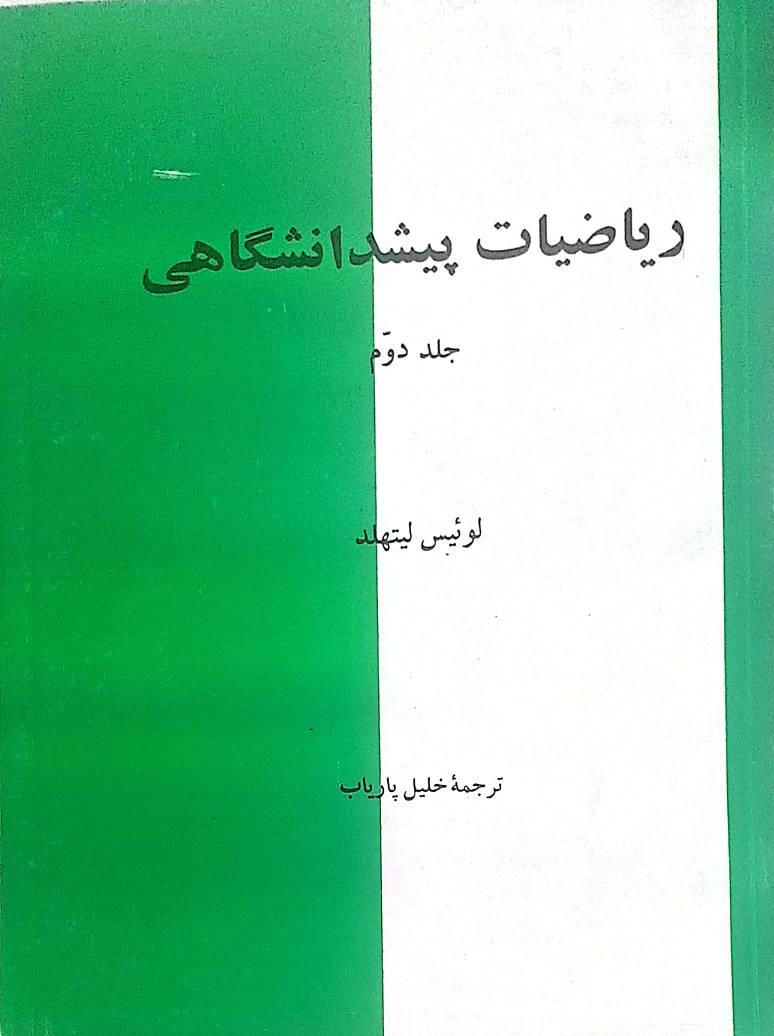 ریاضیات پیشدانشگاهی
جلد دوّم
لوئیس لیتهلد
ترجمهٔ خلیل پاریاب